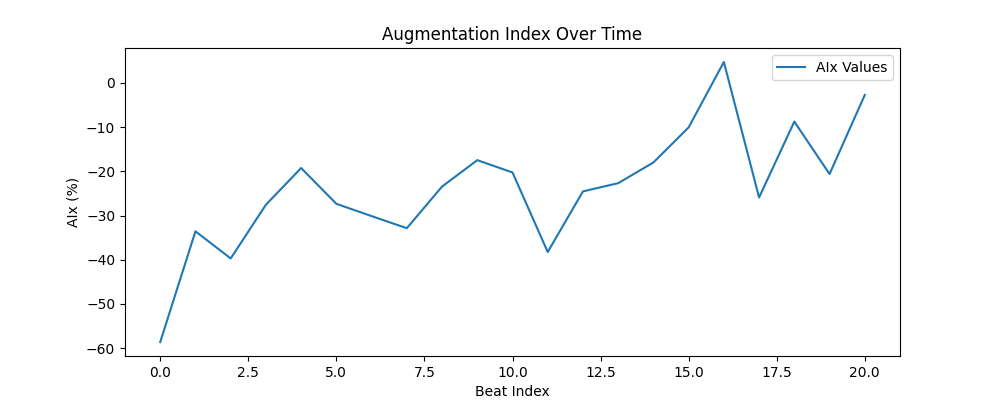 Augmentation Index Over Time
AIx Values
AIx (%)
0
−10
−20
−30
−40
−50
−60
0.0 2.5 5.0 7.5 10.0 12.5 15.0 17.5 20.0
Beat Index